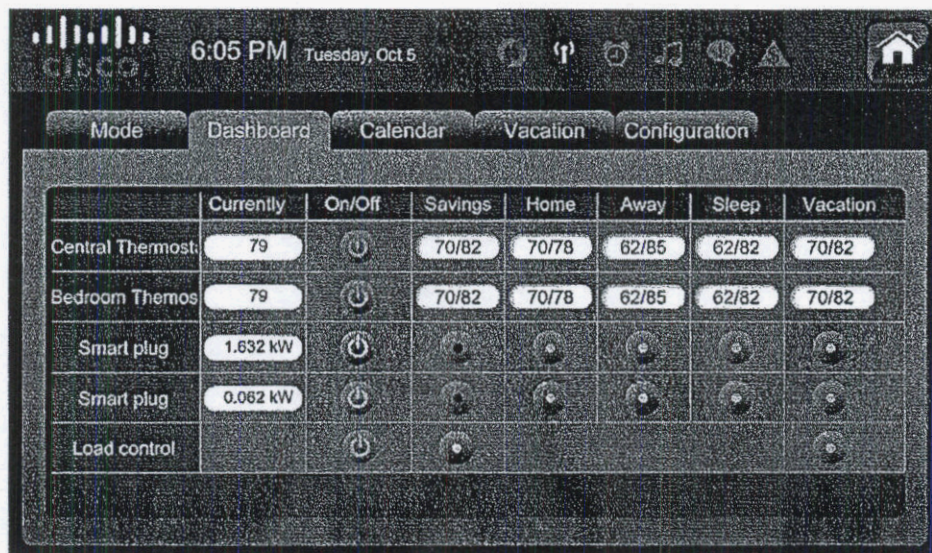 CISCO
6:05 PM Tuesday, Oct 5
Mode Dashboard Calendar Vacation Configuration
Currently On/Off Savings Home Away Sleep Vacation
Central Thermost 79 70/82 70/78 62/85 62/82 70/82
Bedroom Thermos 79 70/82 70/78 62/85 62/82 70/82
Smart plug 1.632 kW
Smart plug 0.062 kW
Load control